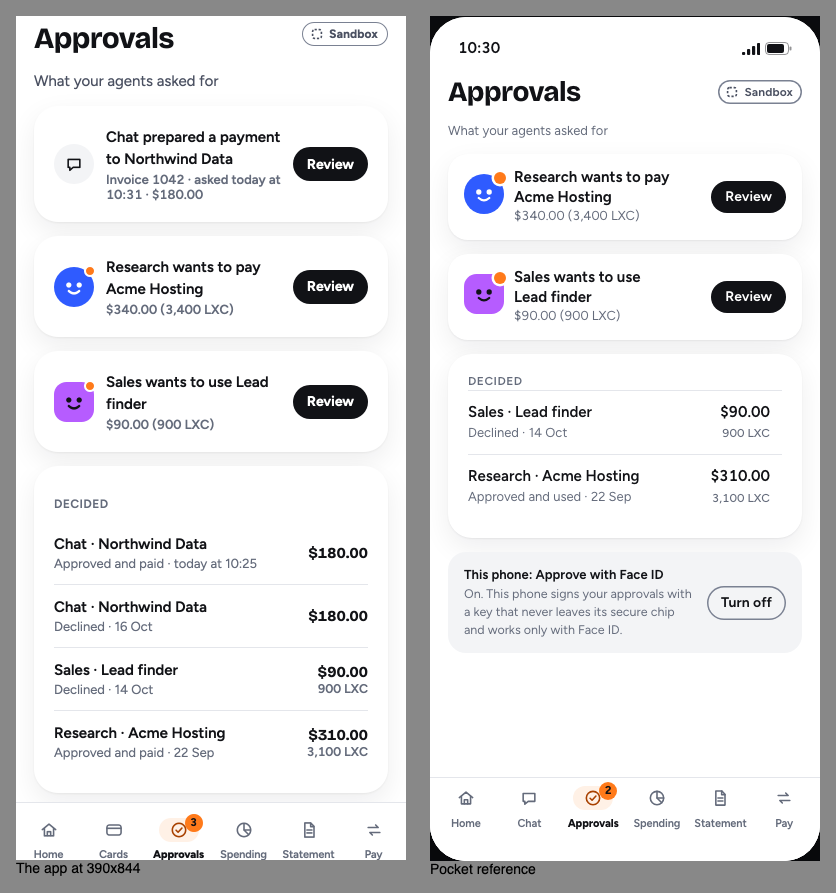 Approvals
Sandbox
What your agents asked for
Chat prepared a payment
to Northwind Data
Invoice 1042 · asked today at
10:31 · $180.00
Review
Research wants to pay
Acme Hosting
$340.00 (3,400 LXC)
Review
Sales wants to use Lead
finder
$90.00 (900 LXC)
Review
DECIDED
Chat · Northwind Data
Approved and paid · today at 10:25
$180.00
Chat · Northwind Data
Declined · 16 Oct
$180.00
Sales · Lead finder
Declined · 14 Oct
$90.00
900 LXC
Research · Acme Hosting
Approved and paid · 22 Sep
$310.00
3,100 LXC
3
Home
Cards
Approvals
Spending
Statement
Pay
The app at 390x844
10:30
Approvals
Sandbox
What your agents asked for
Research wants to pay
Acme Hosting
$340.00 (3,400 LXC)
Review
Sales wants to use
Lead finder
$90.00 (900 LXC)
Review
DECIDED
Sales · Lead finder
Declined · 14 Oct
$90.00
900 LXC
Research · Acme Hosting
Approved and used · 22 Sep
$310.00
3,100 LXC
This phone: Approve with Face ID
On. This phone signs your approvals with
a key that never leaves its secure chip
and works only with Face ID.
Turn off
2
Home
Chat
Approvals
Spending
Statement
Pay
Pocket reference